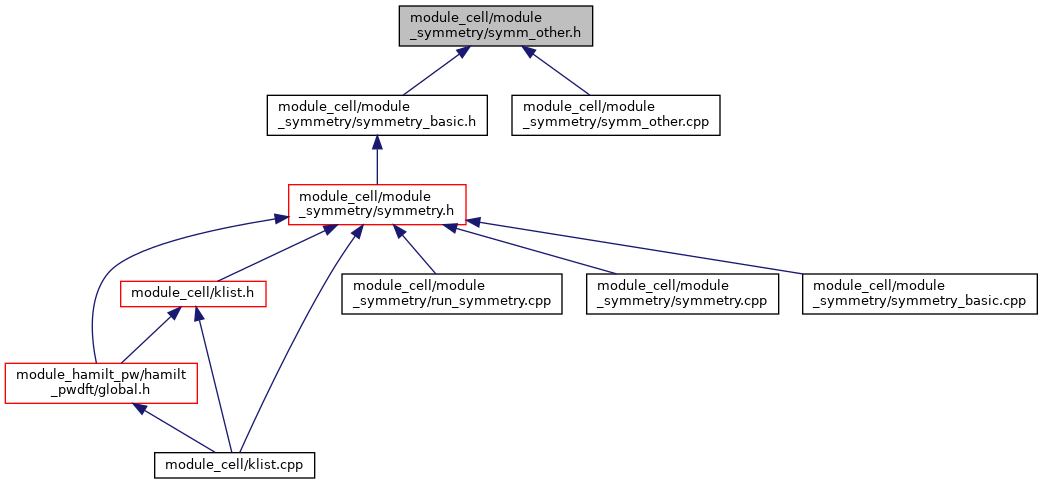 module_cell/module
_symmetry/symm_other.h
module_cell/module
_symmetry/symmetry_basic.h
module_cell/module
_symmetry/symm_other.cpp
module_cell/module
_symmetry/symmetry.h
module_cell/klist.h
module_cell/module
_symmetry/run_symmetry.cpp
module_cell/module
_symmetry/symmetry.cpp
module_cell/module
_symmetry/symmetry_basic.cpp
module_hamilt_pw/hamilt
_pwdft/global.h
module_cell/klist.cpp